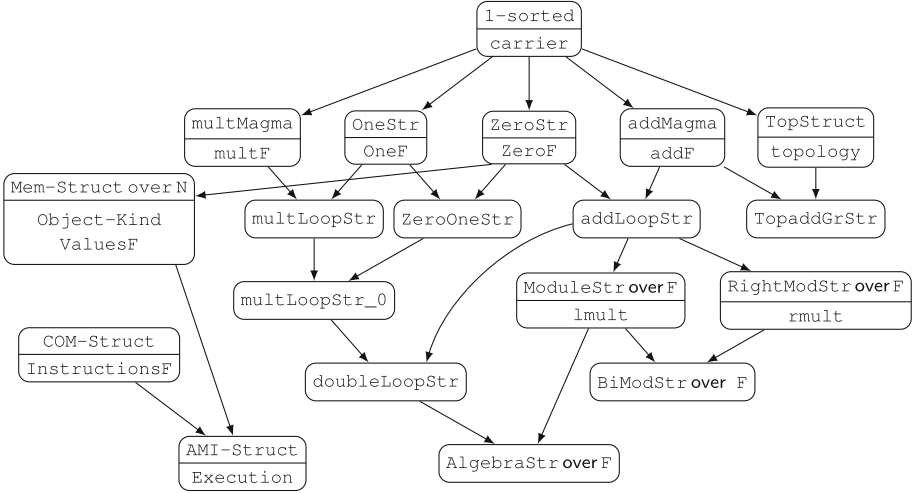 1-sorted
carrier
multMagma
multF
OneStr
OneF
ZeroStr
ZeroF
addMagma
addF
TopStruct
topology
Mem-Struct over N
Object-Kind
ValuesF
multLoopStr
ZeroOneStr
addLoopStr
TopaddGrStr
multLoopStr_0
ModuleStr over F
lmult
RightModStr over F
rmult
COM-Struct
InstructionsF
doubleLoopStr
BiModStr over F
AMI-Struct
Execution
AlgebraStr over F